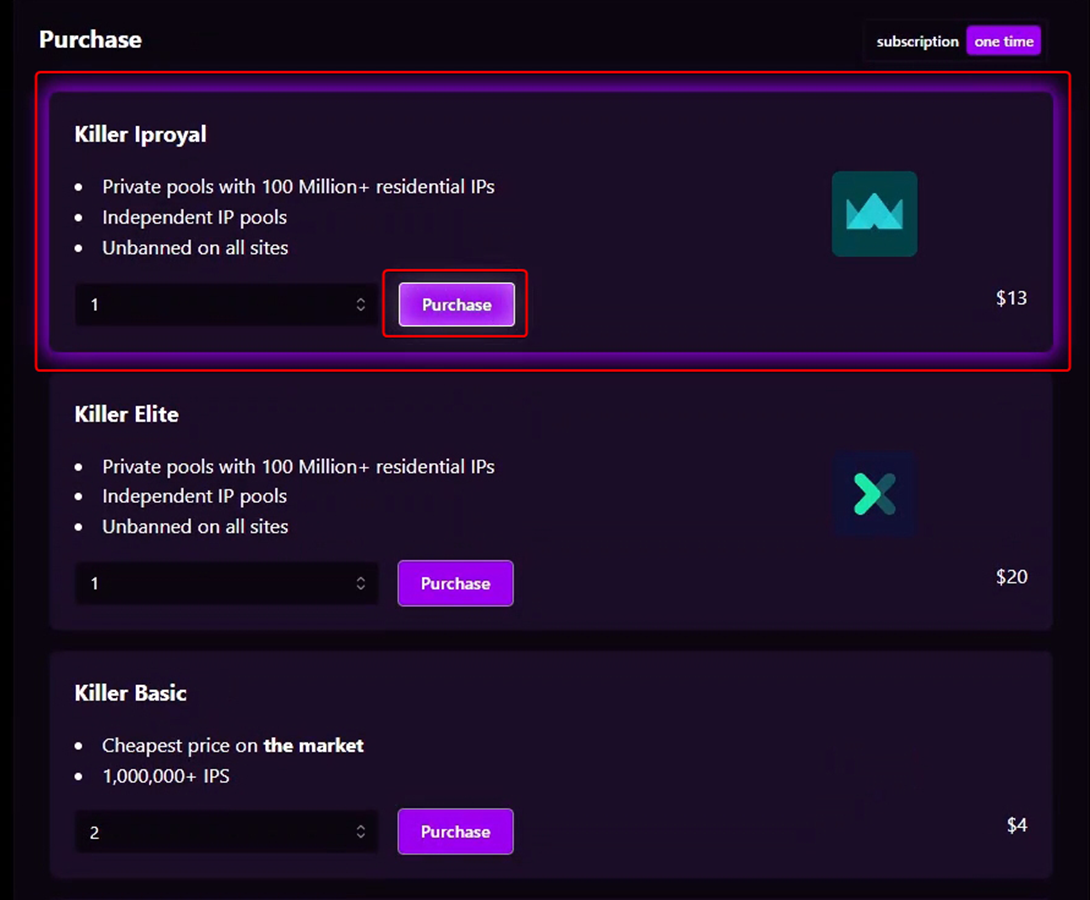 Purchase
subscription one time
Killer Iproyal
Private pools with 100 Million+ residential IPs
Independent IP pools
Unbanned on all sites
1
Purchase
$13
Killer Elite
Private pools with 100 Million+ residential IPs
Independent IP pools
Unbanned on all sites
1
Purchase
$20
Killer Basic
Cheapest price on the market
1,000,000+ IPS
2
Purchase
$4